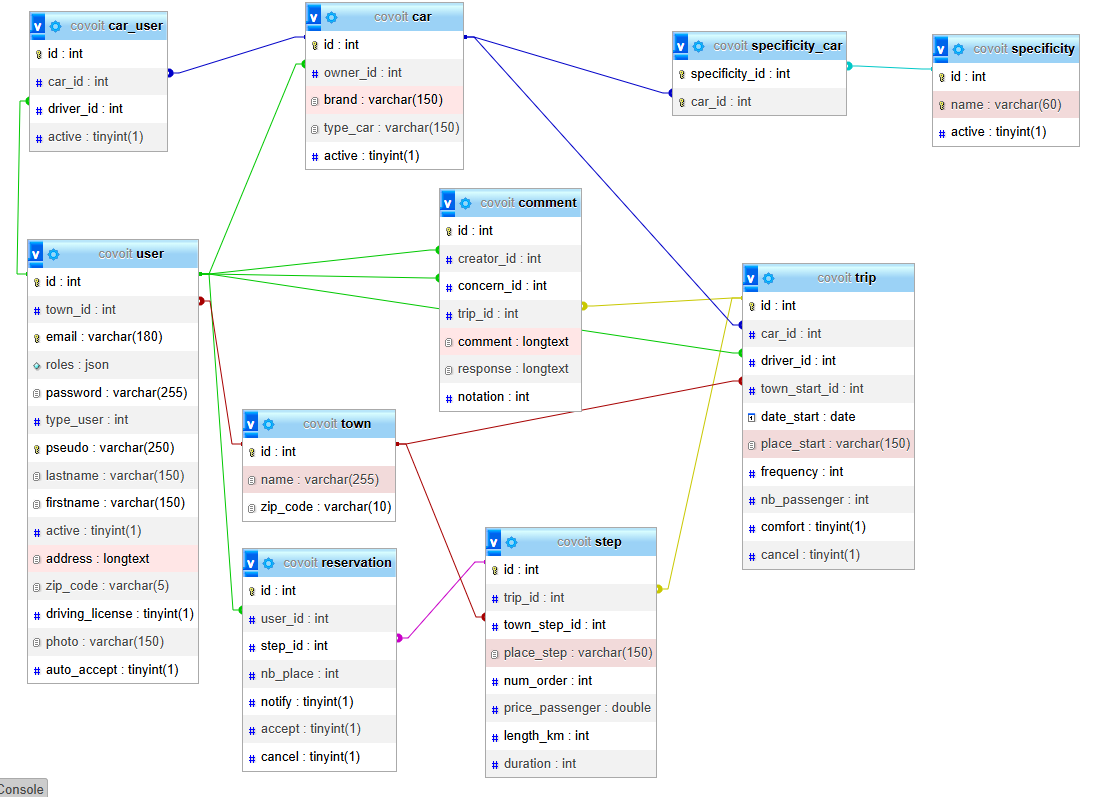 v covoit car_user
id : int
car_id : int
driver_id : int
active : tinyint(1)
v covoit car
id : int
owner_id : int
brand : varchar(150)
type_car : varchar(150)
active : tinyint(1)
v covoit specificity_car
specificity_id : int
car_id : int
v covoit specificity
id : int
name : varchar(60)
active : tinyint(1)
v covoit comment
id : int
creator_id : int
concern_id : int
trip_id : int
comment : longtext
response : longtext
notation : int
v covoit user
id : int
town_id : int
email : varchar(180)
roles : json
password : varchar(255)
type_user : int
pseudo : varchar(250)
lastname : varchar(150)
firstname : varchar(150)
active : tinyint(1)
address : longtext
zip_code : varchar(5)
driving_license : tinyint(1)
photo : varchar(150)
auto_accept : tinyint(1)
v covoit trip
id : int
car_id : int
driver_id : int
town_start_id : int
date_start : date
place_start : varchar(150)
frequency : int
nb_passenger : int
comfort : tinyint(1)
cancel : tinyint(1)
v covoit town
id : int
name : varchar(255)
zip_code : varchar(10)
v covoit reservation
id : int
user_id : int
step_id : int
nb_place : int
notify : tinyint(1)
accept : tinyint(1)
cancel : tinyint(1)
v covoit step
id : int
trip_id : int
town_step_id : int
place_step : varchar(150)
num_order : int
price_passenger : double
length_km : int
duration : int
Console